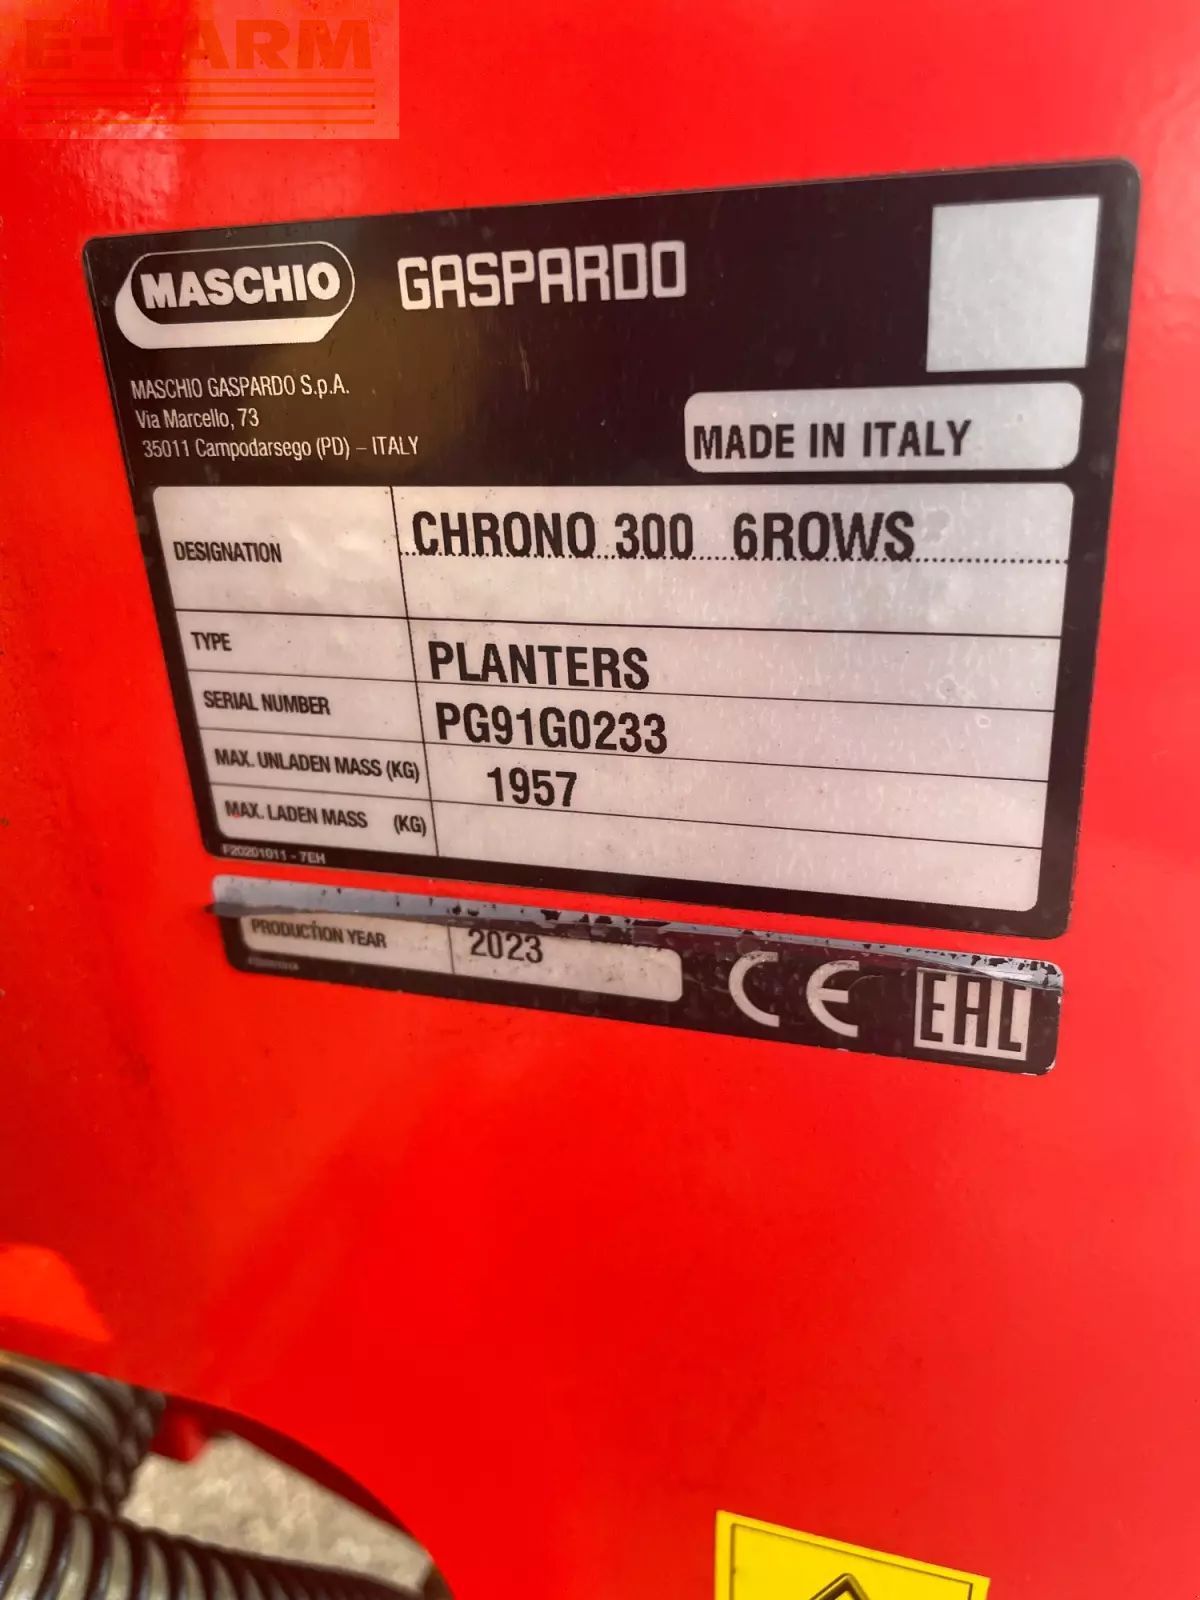 E-FARM
MASCHIO GASPARDO
MASCHIO GASPARDO S.p.A.
Via Marcello, 73
35011 Campodarsego (PD) – ITALY
MADE IN ITALY
DESIGNATION CHRONO 300 6ROWS
TYPE PLANTERS
SERIAL NUMBER PG91G0233
MAX. UNLADEN MASS (KG) 1957
MAX. LADEN MASS (KG)
F20201011 - 7EH
PRODUCTION YEAR 2023
CE EAC